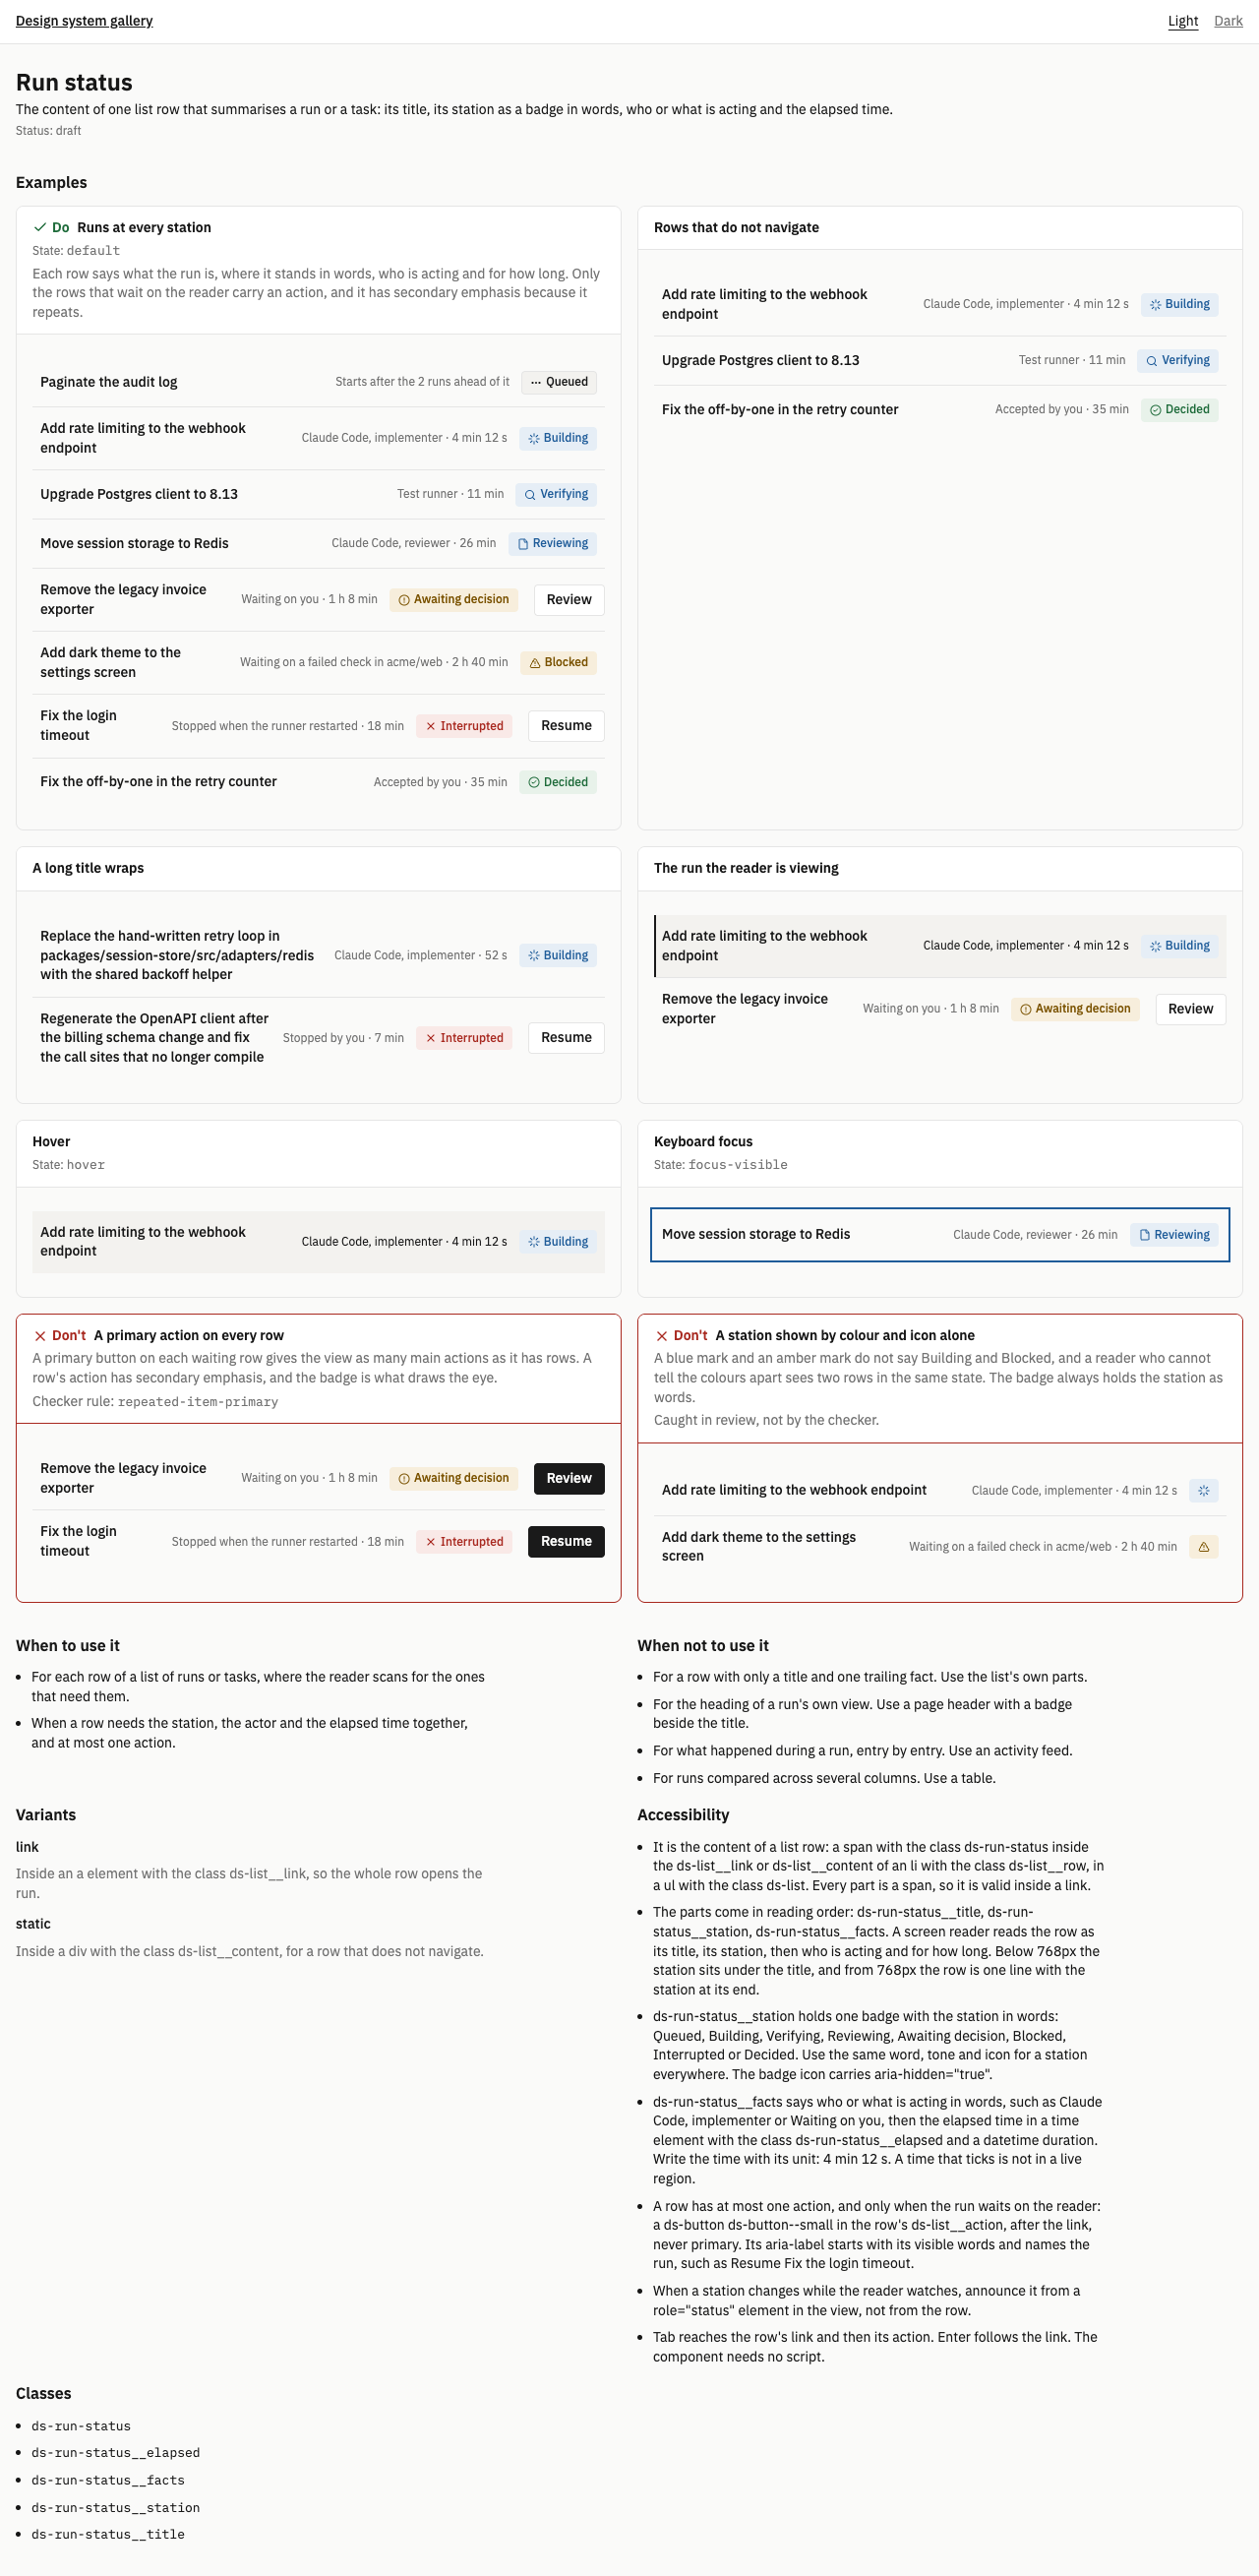 Design system gallery
Light Dark
Run status
The content of one list row that summarises a run or a task: its title, its station as a badge in words, who or what is acting and the elapsed time.
Status: draft
Examples
Do Runs at every station
State: default
Each row says what the run is, where it stands in words, who is acting and for how long. Only
the rows that wait on the reader carry an action, and it has secondary emphasis because it
repeats.
Paginate the audit log
Starts after the 2 runs ahead of it
Queued
Add rate limiting to the webhook
endpoint
Claude Code, implementer · 4 min 12 s
Building
Upgrade Postgres client to 8.13
Test runner · 11 min
Verifying
Move session storage to Redis
Claude Code, reviewer · 26 min
Reviewing
Remove the legacy invoice
exporter
Waiting on you · 1 h 8 min
Awaiting decision
Review
Add dark theme to the
settings screen
Waiting on a failed check in acme/web · 2 h 40 min
Blocked
Fix the login
timeout
Stopped when the runner restarted · 18 min
Interrupted
Resume
Fix the off-by-one in the retry counter
Accepted by you · 35 min
Decided
Rows that do not navigate
Add rate limiting to the webhook
endpoint
Claude Code, implementer · 4 min 12 s
Building
Upgrade Postgres client to 8.13
Test runner · 11 min
Verifying
Fix the off-by-one in the retry counter
Accepted by you · 35 min
Decided
A long title wraps
Replace the hand-written retry loop in
packages/session-store/src/adapters/redis
with the shared backoff helper
Claude Code, implementer · 52 s
Building
Regenerate the OpenAPI client after
the billing schema change and fix
the call sites that no longer compile
Stopped by you · 7 min
Interrupted
Resume
The run the reader is viewing
Add rate limiting to the webhook
endpoint
Claude Code, implementer · 4 min 12 s
Building
Remove the legacy invoice
exporter
Waiting on you · 1 h 8 min
Awaiting decision
Review
Hover
State: hover
Add rate limiting to the webhook
endpoint
Claude Code, implementer · 4 min 12 s
Building
Keyboard focus
State: focus-visible
Move session storage to Redis
Claude Code, reviewer · 26 min
Reviewing
Don't A primary action on every row
A primary button on each waiting row gives the view as many main actions as it has rows. A
row's action has secondary emphasis, and the badge is what draws the eye.
Checker rule: repeated-item-primary
Remove the legacy invoice
exporter
Waiting on you · 1 h 8 min
Awaiting decision
Review
Fix the login
timeout
Stopped when the runner restarted · 18 min
Interrupted
Resume
Don't A station shown by colour and icon alone
A blue mark and an amber mark do not say Building and Blocked, and a reader who cannot
tell the colours apart sees two rows in the same state. The badge always holds the station as
words.
Caught in review, not by the checker.
Add rate limiting to the webhook endpoint
Claude Code, implementer · 4 min 12 s
Add dark theme to the settings
screen
Waiting on a failed check in acme/web · 2 h 40 min
When to use it
For each row of a list of runs or tasks, where the reader scans for the ones
that need them.
When a row needs the station, the actor and the elapsed time together,
and at most one action.
When not to use it
For a row with only a title and one trailing fact. Use the list's own parts.
For the heading of a run's own view. Use a page header with a badge
beside the title.
For what happened during a run, entry by entry. Use an activity feed.
For runs compared across several columns. Use a table.
Variants
link
Inside an a element with the class ds-list__link, so the whole row opens the
run.
static
Inside a div with the class ds-list__content, for a row that does not navigate.
Accessibility
It is the content of a list row: a span with the class ds-run-status inside
the ds-list__link or ds-list__content of an li with the class ds-list__row, in
a ul with the class ds-list. Every part is a span, so it is valid inside a link.
The parts come in reading order: ds-run-status__title, ds-run-
status__station, ds-run-status__facts. A screen reader reads the row as
its title, its station, then who is acting and for how long. Below 768px the
station sits under the title, and from 768px the row is one line with the
station at its end.
ds-run-status__station holds one badge with the station in words:
Queued, Building, Verifying, Reviewing, Awaiting decision, Blocked,
Interrupted or Decided. Use the same word, tone and icon for a station
everywhere. The badge icon carries aria-hidden="true".
ds-run-status__facts says who or what is acting in words, such as Claude
Code, implementer or Waiting on you, then the elapsed time in a time
element with the class ds-run-status__elapsed and a datetime duration.
Write the time with its unit: 4 min 12 s. A time that ticks is not in a live
region.
A row has at most one action, and only when the run waits on the reader:
a ds-button ds-button--small in the row's ds-list__action, after the link,
never primary. Its aria-label starts with its visible words and names the
run, such as Resume Fix the login timeout.
When a station changes while the reader watches, announce it from a
role="status" element in the view, not from the row.
Tab reaches the row's link and then its action. Enter follows the link. The
component needs no script.
Classes
ds-run-status
ds-run-status__elapsed
ds-run-status__facts
ds-run-status__station
ds-run-status__title